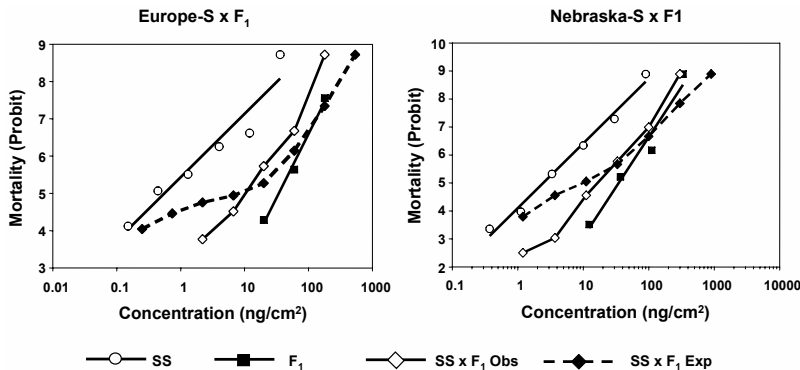 Europe-S x F₁
Nebraska-S x F1
Mortality (Probit)
9
8
7
6
5
4
3
0.01
0.1
1
10
100
1000
Concentration (ng/cm²)
Mortality (Probit)
10
9
8
7
6
5
4
3
2
0.1
1
10
100
1000
10000
Concentration (ng/cm²)
SS
F₁
SS x F₁ Obs
SS x F₁ Exp